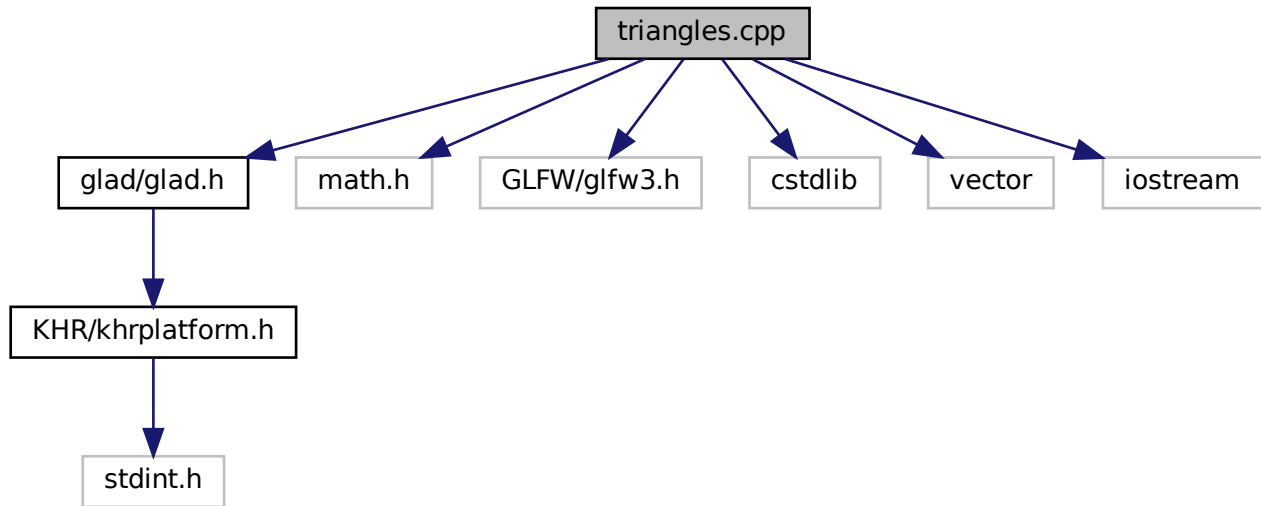 triangles.cpp
glad/glad.h
math.h
GLFW/glfw3.h
cstdlib
vector
iostream
KHR/khrplatform.h
stdint.h